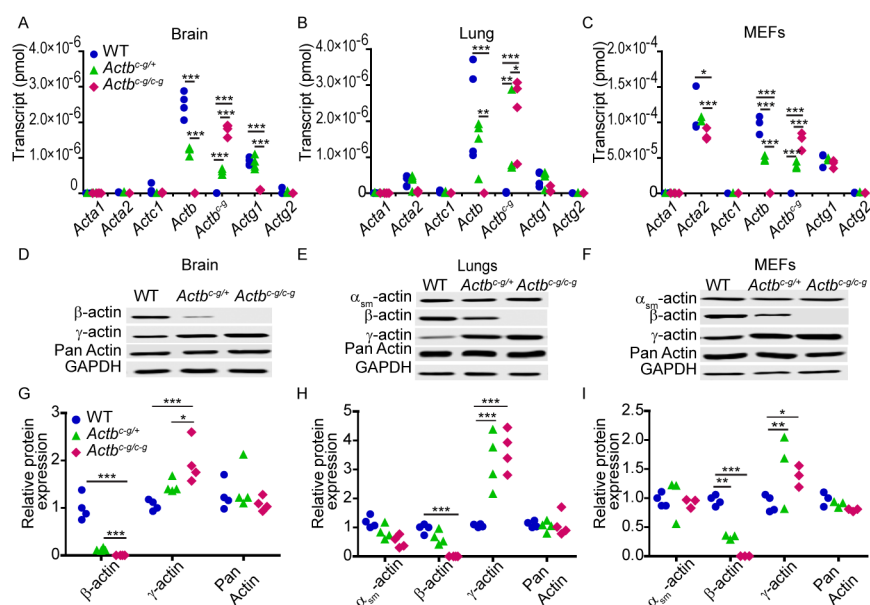 A Brain
B Lung
C MEFs
WT
Actb^c-g/+
Actb^c-g/c-g
Transcript (pmol)
4.0×10⁻⁶
3.0×10⁻⁶
2.0×10⁻⁶
1.0×10⁻⁶
0
*** *** *** *** *** *** ***
Acta1 Acta2 Actc1 Actb Actb^c-g Actg1 Actg2
Transcript (pmol)
4.0×10⁻⁶
3.0×10⁻⁶
2.0×10⁻⁶
1.0×10⁻⁶
0
*** ** *** * **
Acta1 Acta2 Actc1 Actb Actb^c-g Actg1 Actg2
Transcript (pmol)
2.0×10⁻⁴
1.5×10⁻⁴
1.0×10⁻⁴
5.0×10⁻⁵
0
* *** *** *** *** *** *** ***
Acta1 Acta2 Actc1 Actb Actb^c-g Actg1 Actg2
D Brain
WT Actb^c-g/+ Actb^c-g/c-g
β-actin
γ-actin
Pan Actin
GAPDH
E Lungs
WT Actb^c-g/+ Actb^c-g/c-g
αsm-actin
β-actin
γ-actin
Pan Actin
GAPDH
F MEFs
WT Actb^c-g/+ Actb^c-g/c-g
αsm-actin
β-actin
γ-actin
Pan Actin
GAPDH
G
WT
Actb^c-g/+
Actb^c-g/c-g
Relative protein
expression
3
2
1
0
*** *** *** *
β-actin γ-actin Pan
Actin
H
Relative protein
expression
5
4
3
2
1
0
*** *** ***
αsm-actin β-actin γ-actin Pan
Actin
I
Relative protein
expression
2.5
2.0
1.5
1.0
0.5
0.0
*** ** * **
αsm-actin β-actin γ-actin Pan
Actin